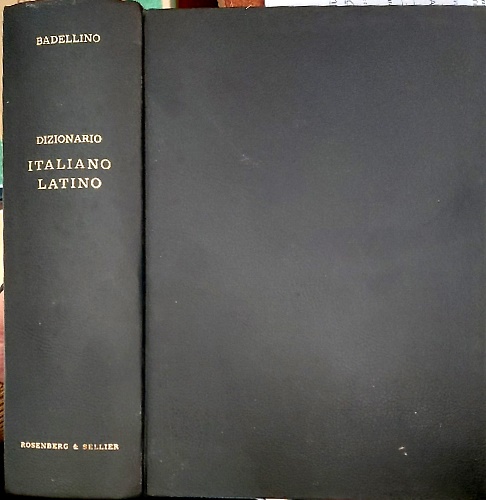 BADELLINO
DIZIONARIO
ITALIANO
LATINO
ROSENBERG & SELLIER